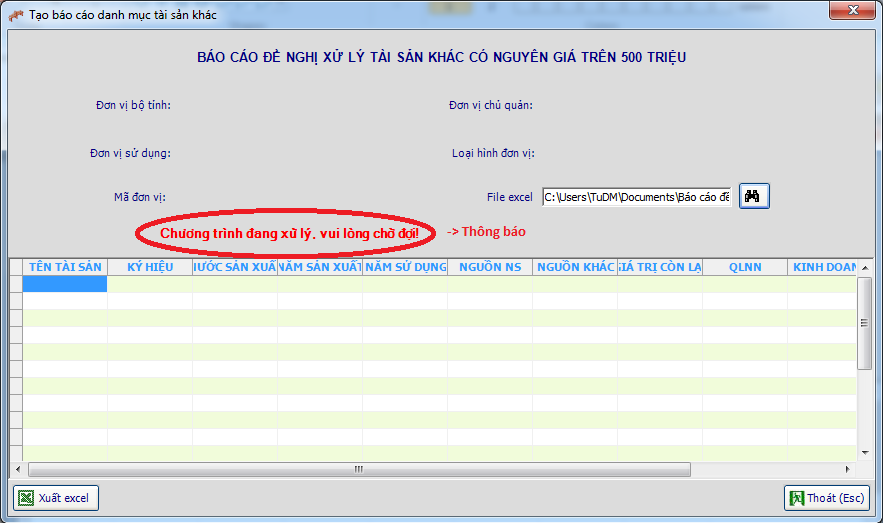 Tạo báo cáo danh mục tài sản khác
BÁO CÁO ĐỀ NGHỊ XỬ LÝ TÀI SẢN KHÁC CÓ NGUYÊN GIÁ TRÊN 500 TRIỆU
Đơn vị bộ tỉnh: Đơn vị chủ quản:
Đơn vị sử dụng: Loại hình đơn vị:
Mã đơn vị: File excel C:\Users\TuDM\Documents\Báo cáo đề
Chương trình đang xử lý, vui lòng chờ đợi! -> Thông báo
TÊN TÀI SẢN KÝ HIỆU ƯỚC SẢN XUẤ NĂM SẢN XUẤT NĂM SỬ DỤNG NGUỒN NS NGUỒN KHÁC IÁ TRỊ CÒN LẠ QLNN KINH DOAN
Xuất excel Thoát (Esc)